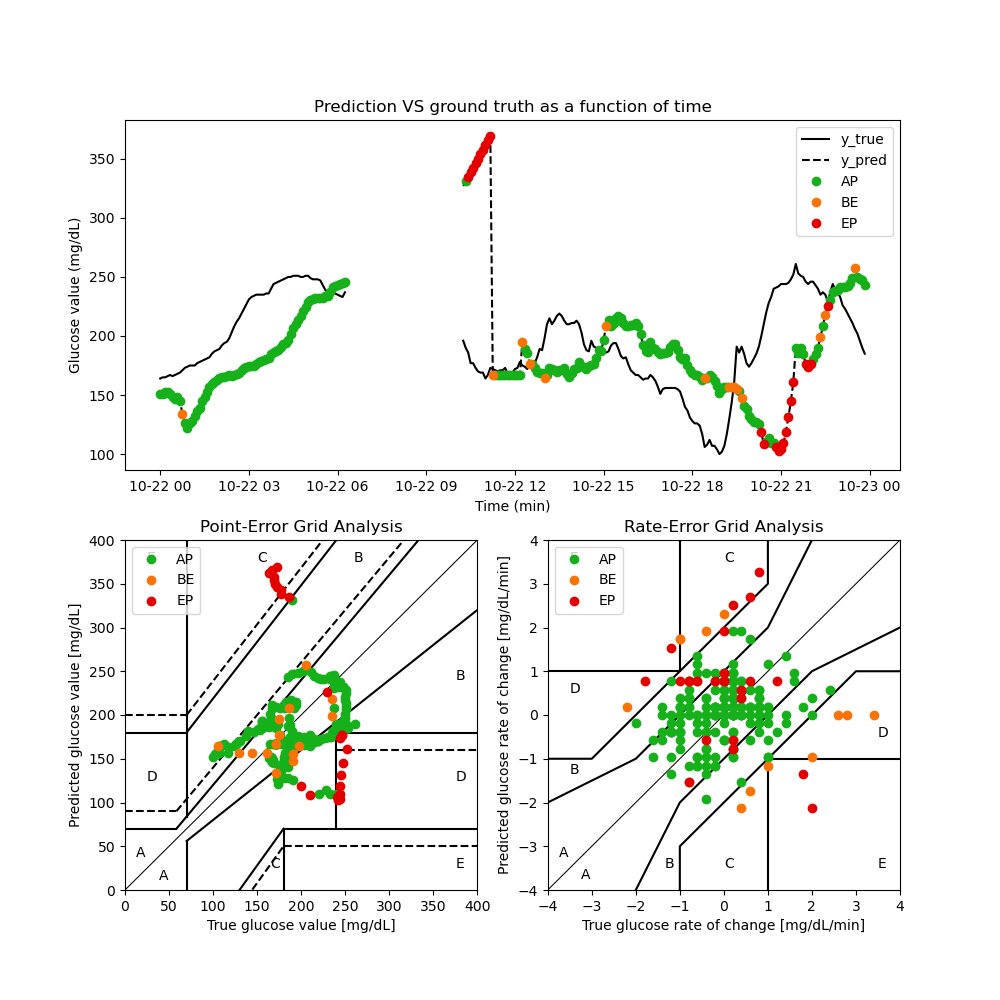 Prediction VS ground truth as a function of time
y_true
y_pred
AP
BE
EP
350
300
250
200
150
100
Glucose value (mg/dL)
10-22 00 10-22 03 10-22 06 10-22 09 10-22 12 10-22 15 10-22 18 10-22 21 10-23 00
Time (min)
Point-Error Grid Analysis
AP
BE
EP
C
B
B
D
D
A
A
C
E
400
350
300
250
200
150
100
50
0
Predicted glucose value [mg/dL]
0 50 100 150 200 250 300 350 400
True glucose value [mg/dL]
Rate-Error Grid Analysis
AP
BE
EP
C
D
D
B
A
A
B
C
E
4
3
2
1
0
−1
−2
−3
−4
Predicted glucose rate of change [mg/dL/min]
−4 −3 −2 −1 0 1 2 3 4
True glucose rate of change [mg/dL/min]